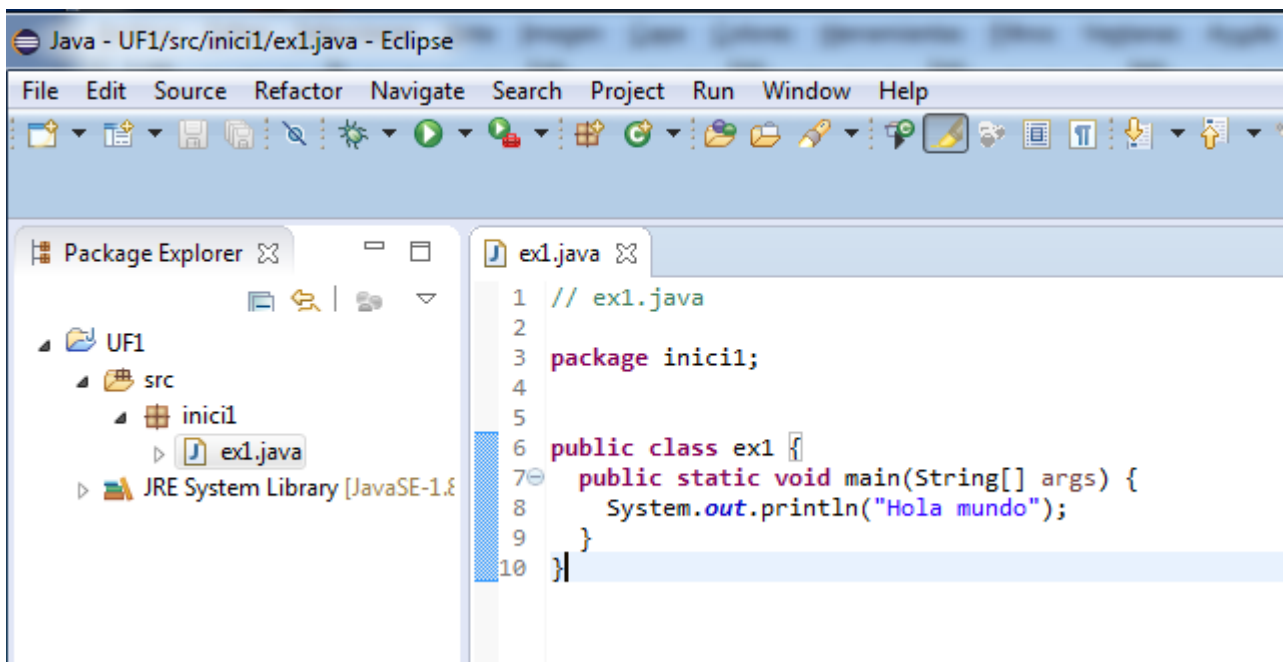 Java - UF1/src/inici1/ex1.java - Eclipse
File Edit Source Refactor Navigate Search Project Run Window Help
Package Explorer
UF1
src
inici1
ex1.java
JRE System Library [JavaSE-1.8
ex1.java
1 // ex1.java
2
3 package inici1;
4
5
6 public class ex1 {
7 public static void main(String[] args) {
8 System.out.println("Hola mundo");
9 }
10 }